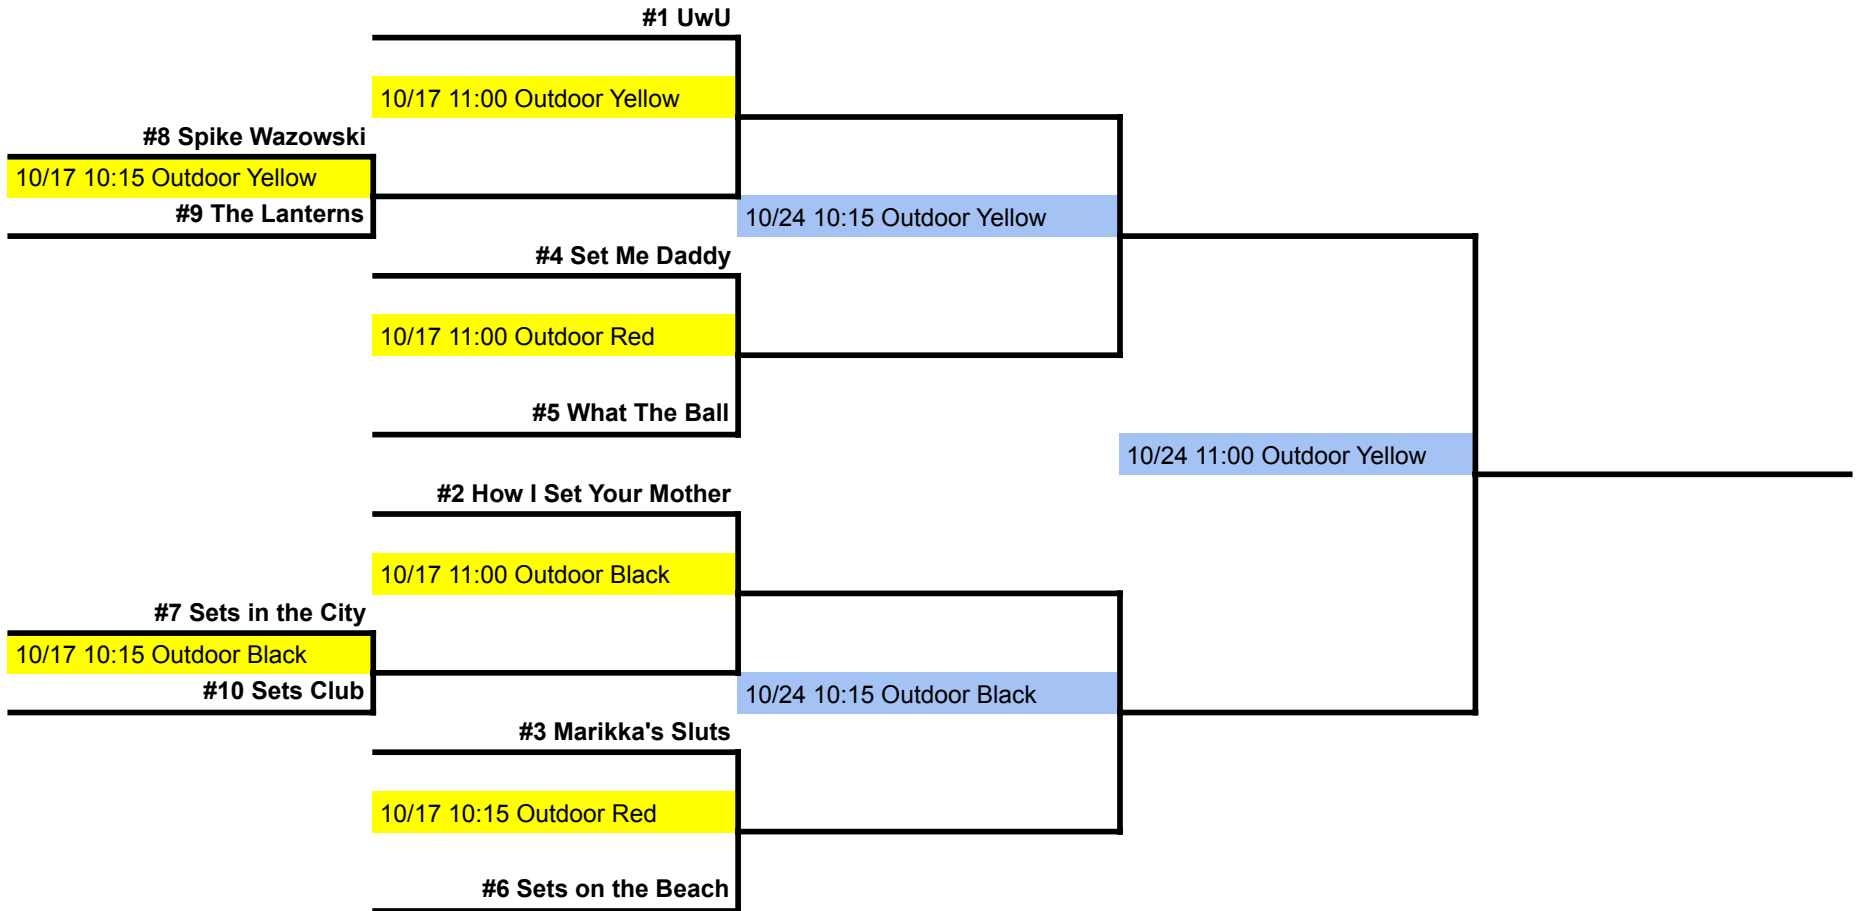 #1 UwU
10/17 11:00 Outdoor Yellow
#8 Spike Wazowski
10/17 10:15 Outdoor Yellow
#9 The Lanterns
10/24 10:15 Outdoor Yellow
#4 Set Me Daddy
10/17 11:00 Outdoor Red
#5 What The Ball
10/24 11:00 Outdoor Yellow
#2 How I Set Your Mother
10/17 11:00 Outdoor Black
#7 Sets in the City
10/17 10:15 Outdoor Black
#10 Sets Club
10/24 10:15 Outdoor Black
#3 Marikka's Sluts
10/17 10:15 Outdoor Red
#6 Sets on the Beach